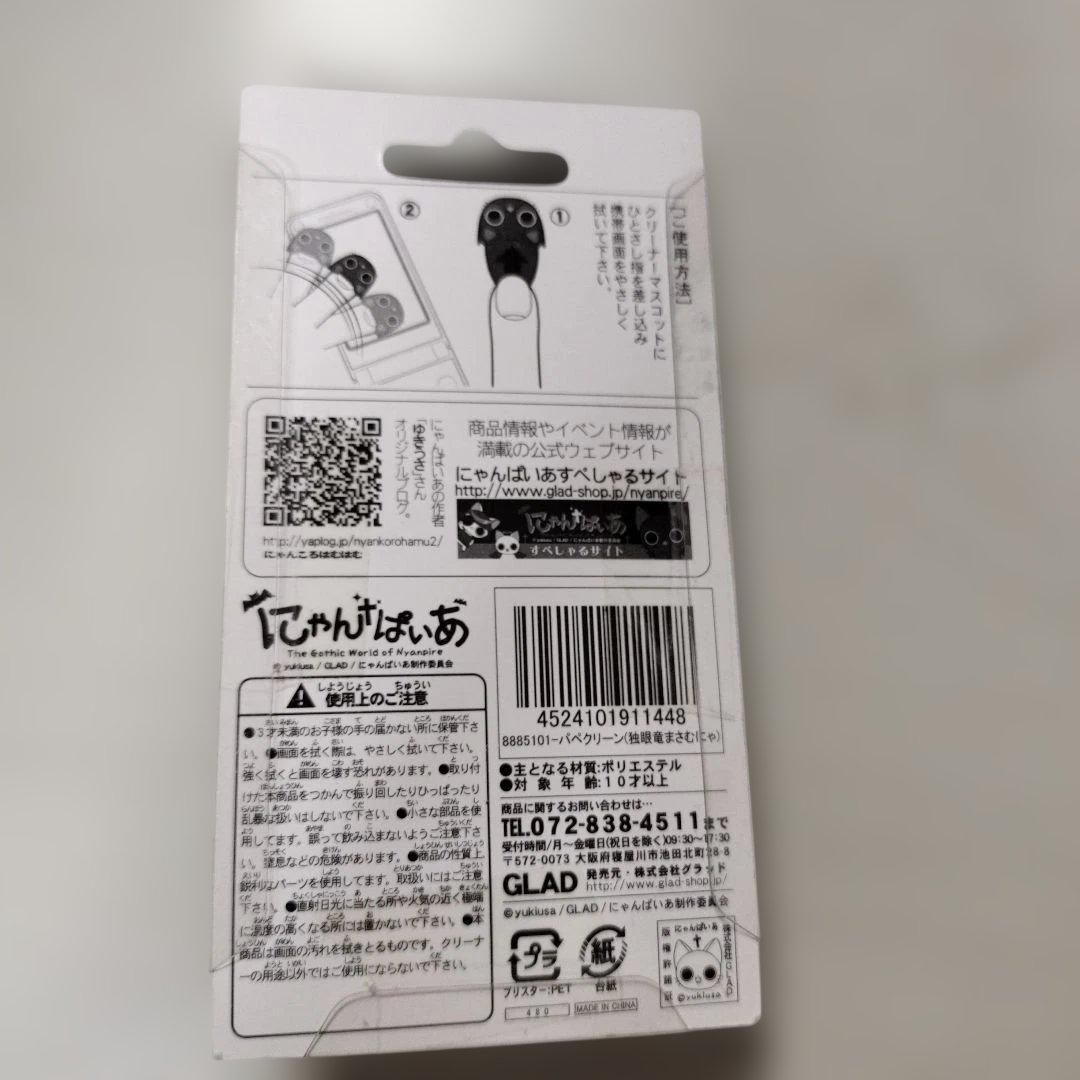 【ご使用方法】
クリーナーマスコットに
ひとさし指を差し込み
携帯画面をやさしく
拭いて下さい。
①
②
商品情報やイベント情報が
満載の公式ウェブサイト
にゃんぱいあすぺしゃるサイト
http://www.glad-shop.jp/nyanpire/
にゃんぱいあ
すぺしゃるサイト
にゃんぱいあの作者
「ゆきうさ」さん
オリジナルブログ。
http://yaplog.jp/nyankorohamu2/
にゃんころはむはむ
にゃんぱいあ
The Gothic World of Nyanpire
yukiusa / GLAD / にゃんぱいあ制作委員会
使用上のご注意
しようじょう ちゅうい
●3才未満のお子様の手の届かない所に保管下さ
い。●画面を拭く際は、やさしく拭いて下さい。
強く拭くと画面を壊す恐れがあります。●取り付
けた本商品をつかんで振り回したりひっぱったり
乱暴な扱いはしないで下さい。●小さな部品を使
用してます。誤って飲み込まないようご注意下さ
い。窒息などの危険があります。●商品の性質上、
鋭利なパーツを使用してます。取扱いにはご注意
下さい。●直射日光に当たる所や火気の近く極端
に温度の高くなる所には置かないで下さい。●本
商品は画面の汚れを拭きとるものです。クリーナ
ーの用途以外ではご使用にならないで下さい。
4524101911448
8885101-パペクリーン(独眼竜まさむにゃ)
●主となる材質:ポリエステル
●対象年齢:10才以上
商品に関するお問い合わせは…
TEL.072-838-4511まで
受付時間/月〜金曜日(祝日を除く)09:30〜17:30
〒572-0073 大阪府寝屋川市池田北町28-8
GLAD 発売元・株式会社グラッド
http://www.glad-shop.jp/
©yukiusa / GLAD / にゃんぱいあ制作委員会
プラ
ブリスター:PET
紙
台紙
480
MADE IN CHINA
にゃんぱいあ
版権許諾証
株式会社GLAD
©yukiusa